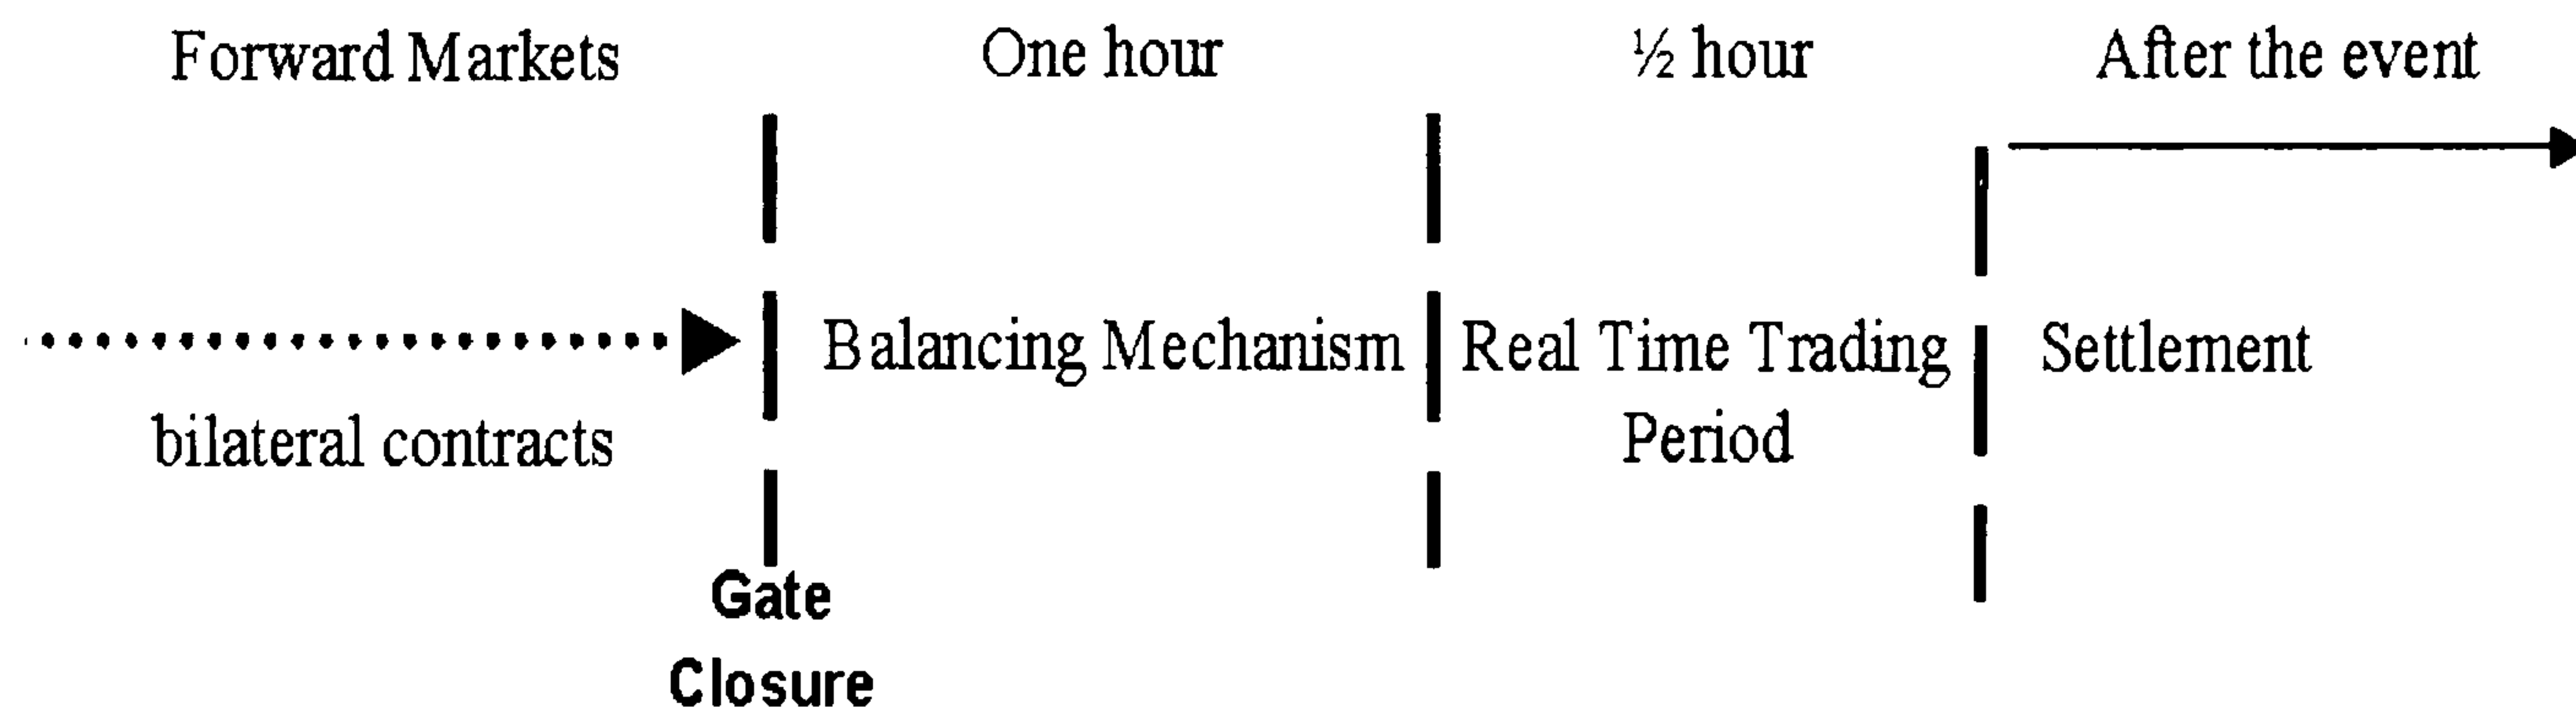 Forward Markets
One hour
½ hour
After the event
Balancing Mechanism
Real Time Trading
Period
Settlement
bilateral contracts
Gate
Closure